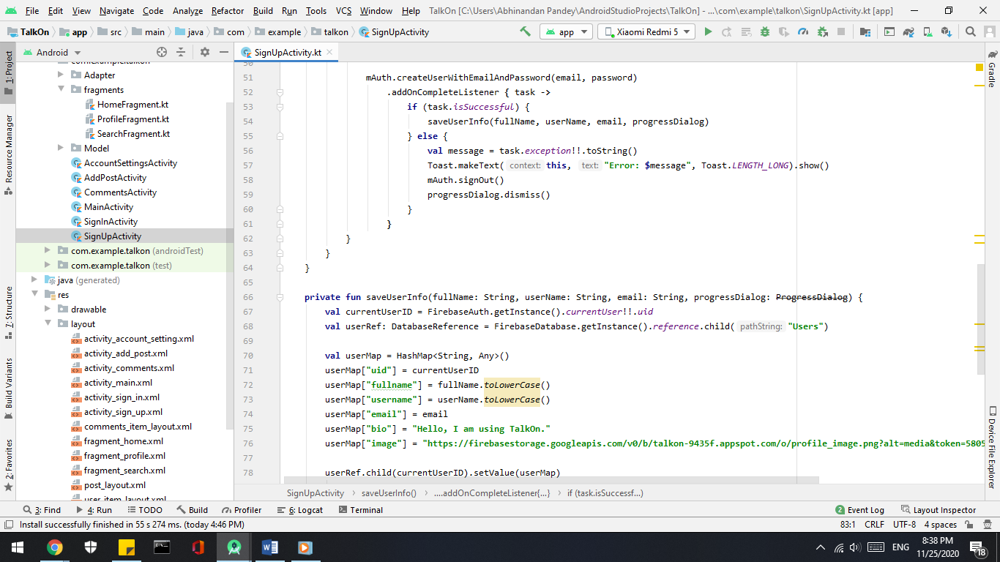 File Edit View Navigate Code Analyze Refactor Build Run Tools VCS Window Help TalkOn [C:\Users\Abhinandan Pandey\AndroidStudioProjects\TalkOn] - ...\com\example\talkon\SignUpActivity.kt [app]
TalkOn app src main java com example talkon SignUpActivity app Xiaomi Redmi 5
Android
SignUpActivity.kt
1: Project
Resource Manager
7: Structure
Build Variants
2: Favorites
com.example.talkon
Adapter
fragments
HomeFragment.kt
ProfileFragment.kt
SearchFragment.kt
Model
AccountSettingsActivity
AddPostActivity
CommentsActivity
MainActivity
SignInActivity
SignUpActivity
com.example.talkon (androidTest)
com.example.talkon (test)
java (generated)
res
drawable
layout
activity_account_setting.xml
activity_add_post.xml
activity_comments.xml
activity_main.xml
activity_sign_in.xml
activity_sign_up.xml
comments_item_layout.xml
fragment_home.xml
fragment_profile.xml
fragment_search.xml
post_layout.xml
user_item_layout.xml
50
51 mAuth.createUserWithEmailAndPassword(email, password)
52 .addOnCompleteListener { task ->
53 if (task.isSuccessful) {
54 saveUserInfo(fullName, userName, email, progressDialog)
55 } else {
56 val message = task.exception!!.toString()
57 Toast.makeText( context: this, text: "Error: $message", Toast.LENGTH_LONG).show()
58 mAuth.signOut()
59 progressDialog.dismiss()
60 }
61 }
62 }
63 }
64 }
65
66 private fun saveUserInfo(fullName: String, userName: String, email: String, progressDialog: ProgressDialog) {
67 val currentUserID = FirebaseAuth.getInstance().currentUser!!.uid
68 val userRef: DatabaseReference = FirebaseDatabase.getInstance().reference.child( pathString: "Users")
69
70 val userMap = HashMap<String, Any>()
71 userMap["uid"] = currentUserID
72 userMap["fullname"] = fullName.toLowerCase()
73 userMap["username"] = userName.toLowerCase()
74 userMap["email"] = email
75 userMap["bio"] = "Hello, I am using TalkOn."
76 userMap["image"] = "https://firebasestorage.googleapis.com/v0/b/talkon-9435f.appspot.com/o/profile_image.png?alt=media&token=5805
77
78 userRef.child(currentUserID).setValue(userMap)
Gradle
Device File Explorer
SignUpActivity saveUserInfo() ....addOnCompleteListener{...} if (task.isSuccessf...)
3: Find 4: Run TODO Build Profiler 6: Logcat Terminal 2 Event Log Layout Inspector
Install successfully finished in 55 s 274 ms. (today 4:46 PM) 83:1 CRLF UTF-8 4 spaces
ENG 8:38 PM
11/25/2020 18